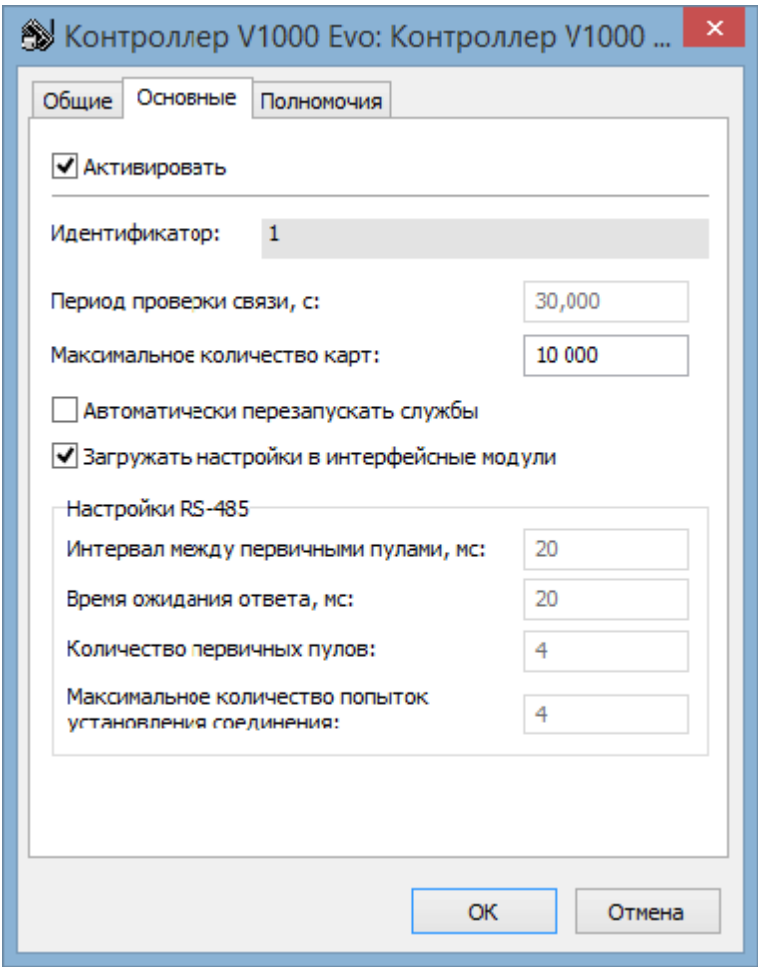 Контроллер V1000 Evo: Контроллер V1000 ...
Общие
Основные
Полномочия
Активировать
Идентификатор: 1
Период проверки связи, с: 30,000
Максимальное количество карт: 10 000
Автоматически перезапускать службы
Загружать настройки в интерфейсные модули
Настройки RS-485
Интервал между первичными пулами, мс: 20
Время ожидания ответа, мс: 20
Количество первичных пулов: 4
Максимальное количество попыток
установления соединения: 4
ОК
Отмена